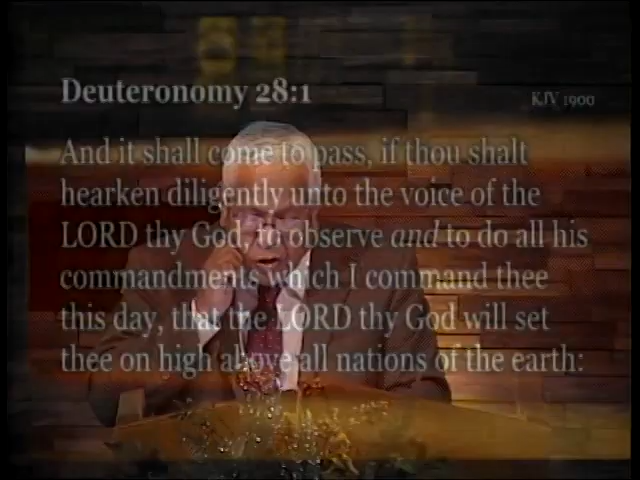 Deuteronomy 28:1
KJV 1900
And it shall come to pass, if thou shalt
hearken diligently unto the voice of the
LORD thy God, to observe and to do all his
commandments which I command thee
this day, that the LORD thy God will set
thee on high above all nations of the earth: